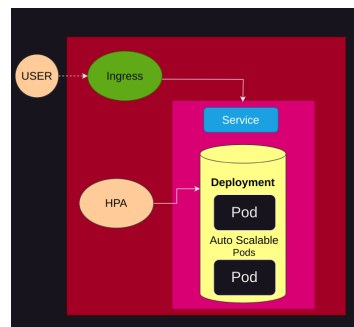 USER
Ingress
Service
Deployment
Pod
HPA
Auto Scalable
Pods
Pod